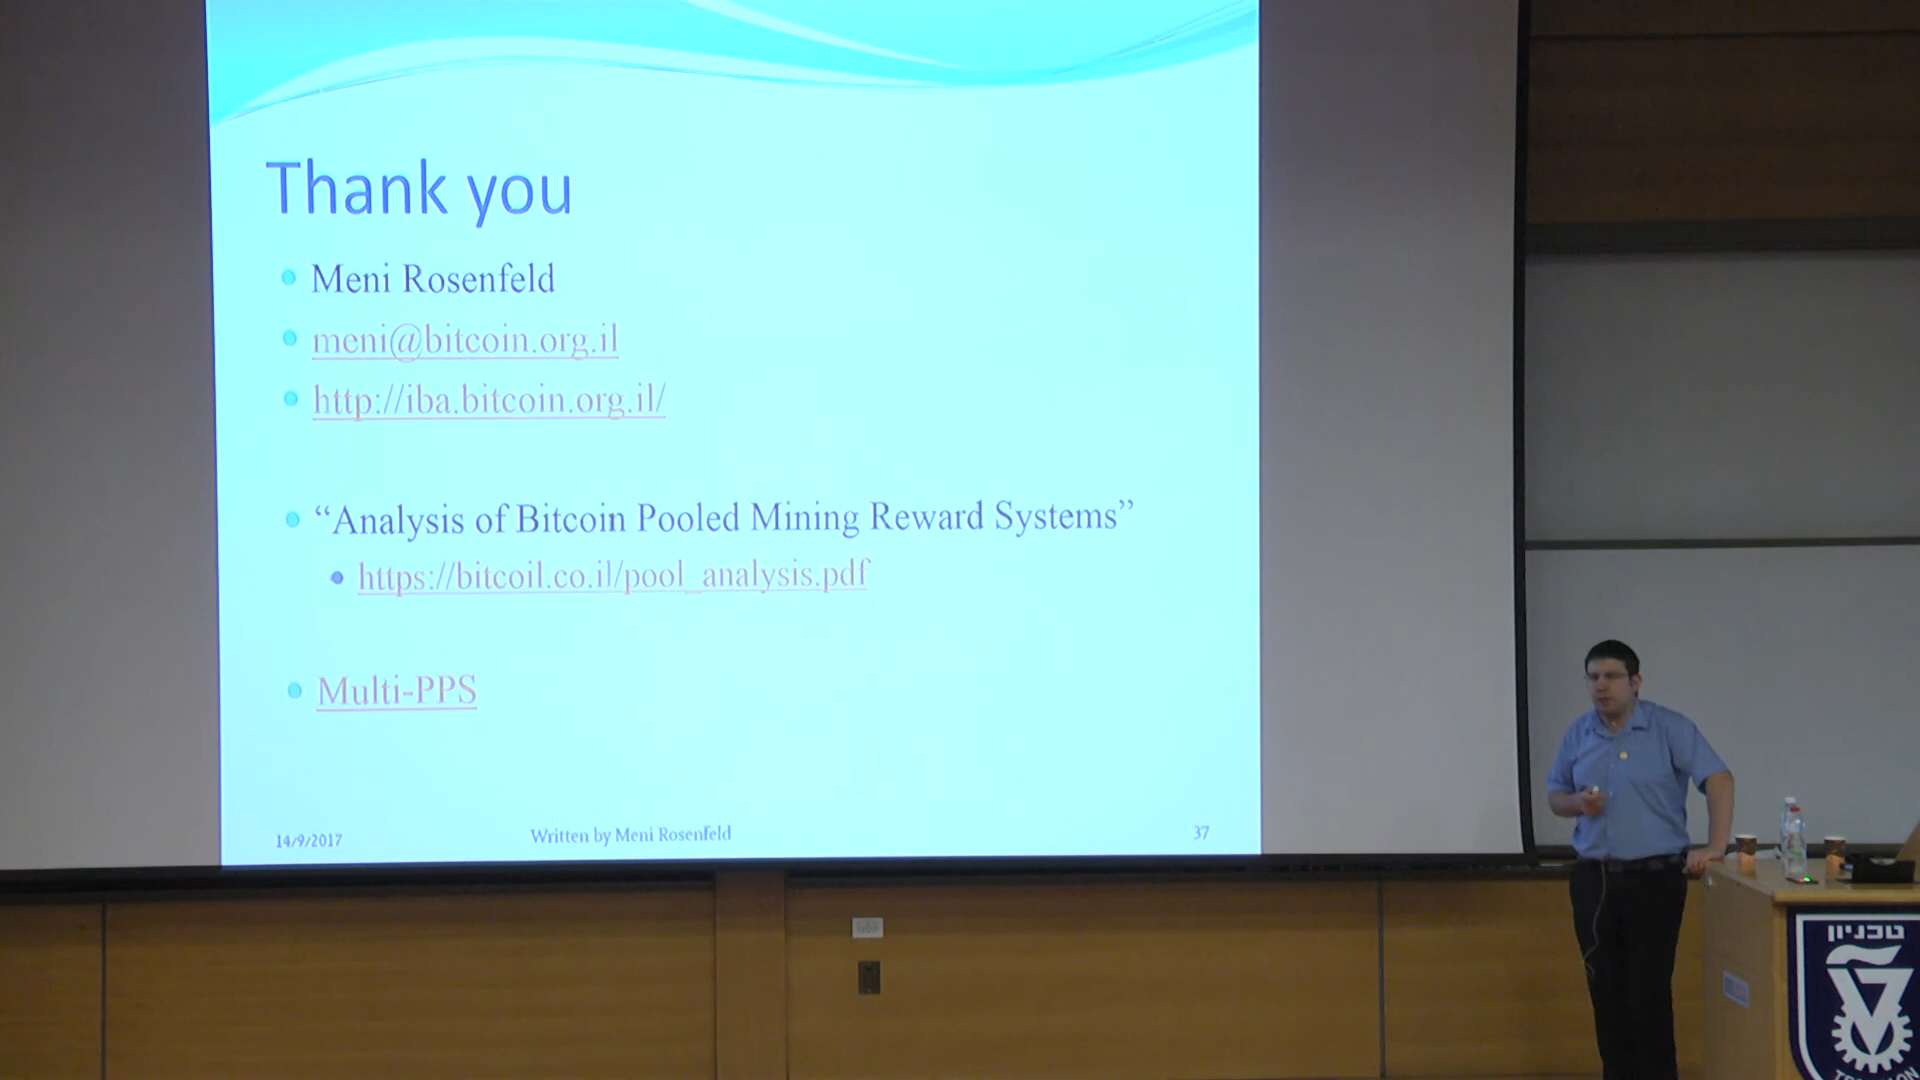 Thank you
Meni Rosenfeld
meni@bitcoin.org.il
http://iba.bitcoin.org.il/
“Analysis of Bitcoin Pooled Mining Reward Systems”
https://bitcoil.co.il/pool_analysis.pdf
Multi-PPS
14/9/2017
Written by Meni Rosenfeld
37
טכניון